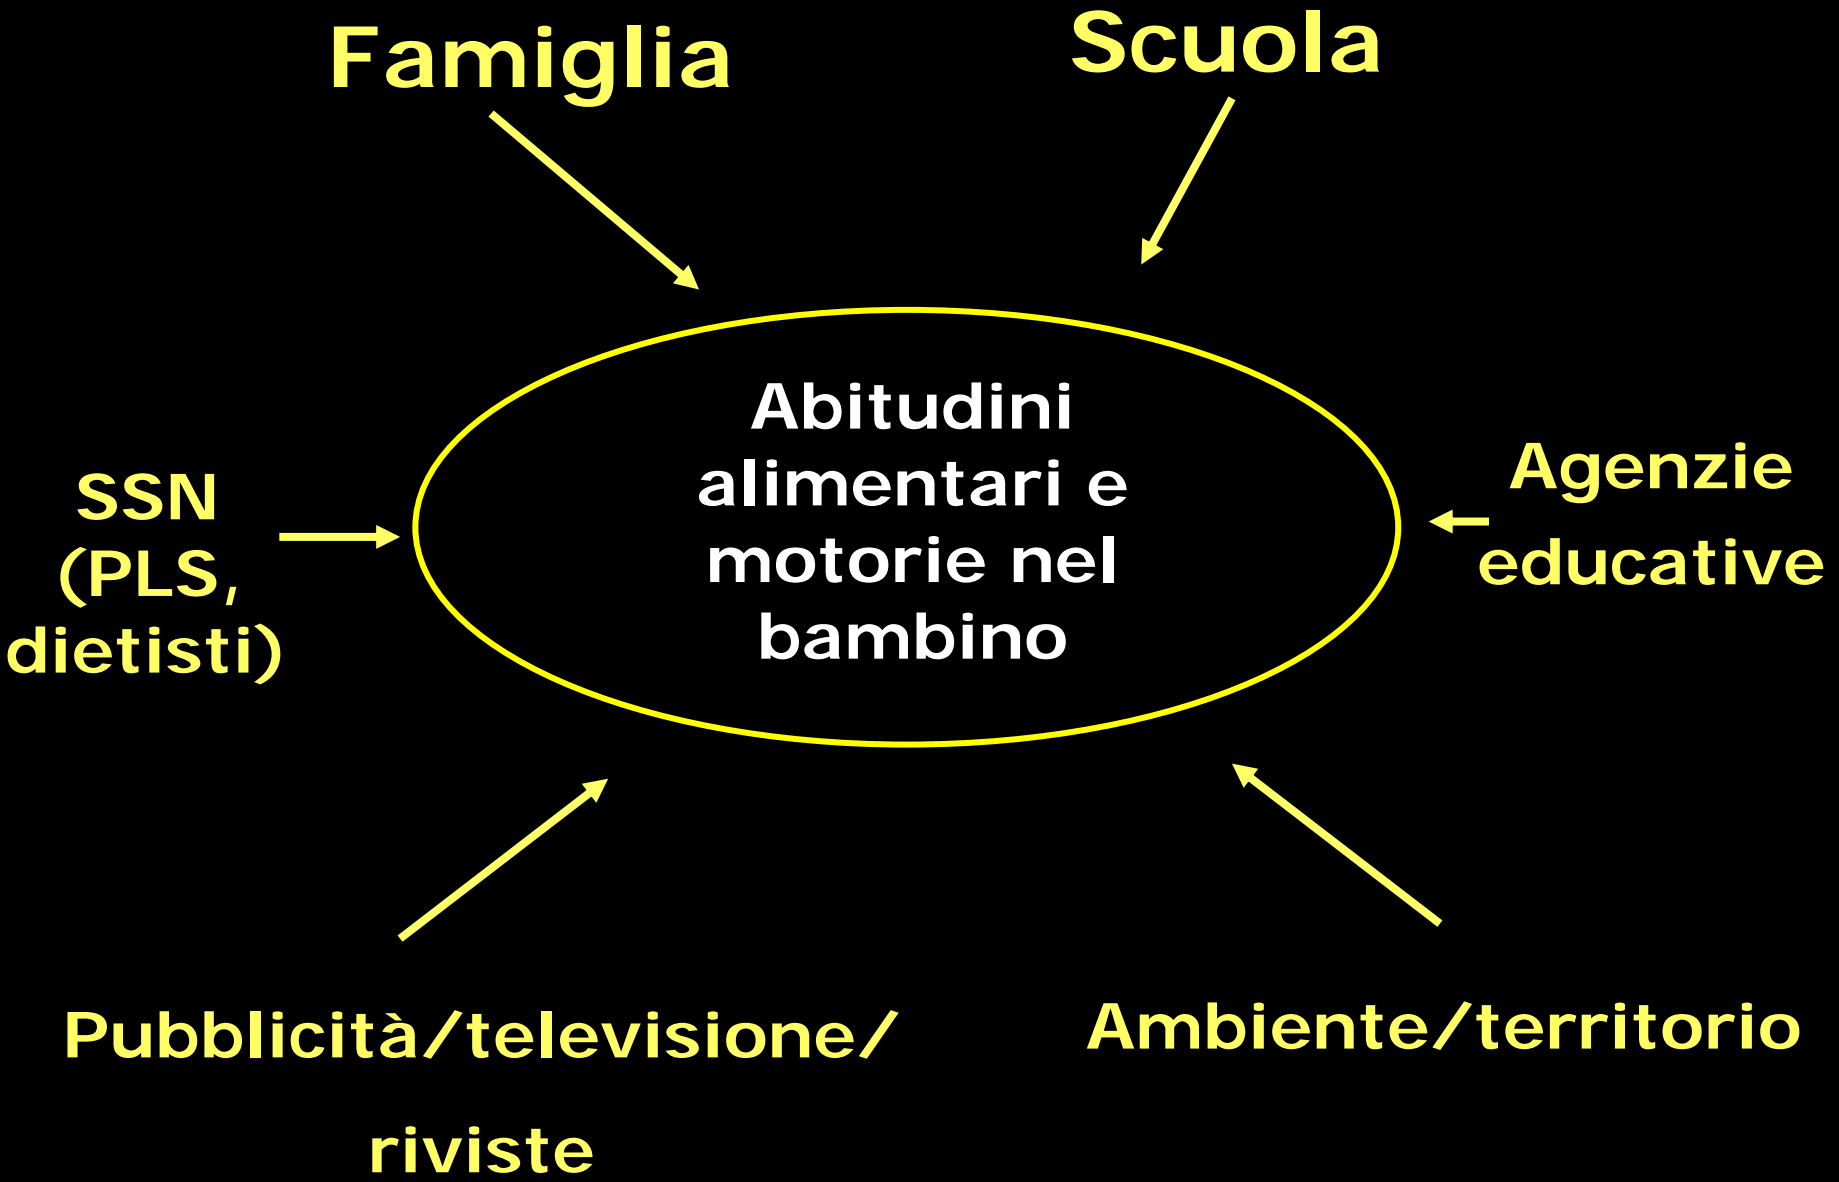 Famiglia
Scuola
Abitudini
alimentari e
motorie nel
bambino
SSN
(PLS,
dietisti)
Agenzie
educative
Pubblicità/televisione/
riviste
Ambiente/territorio